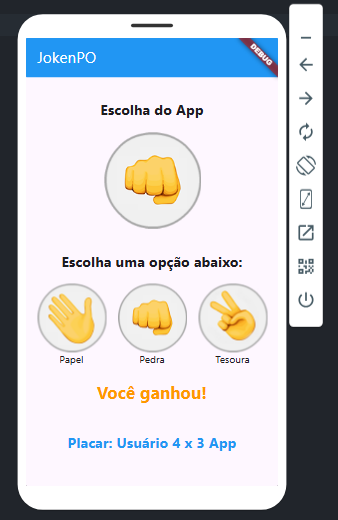 JokenPO
DEBUG
Escolha do App
Escolha uma opção abaixo:
Papel
Pedra
Tesoura
Você ganhou!
Placar: Usuário 4 x 3 App